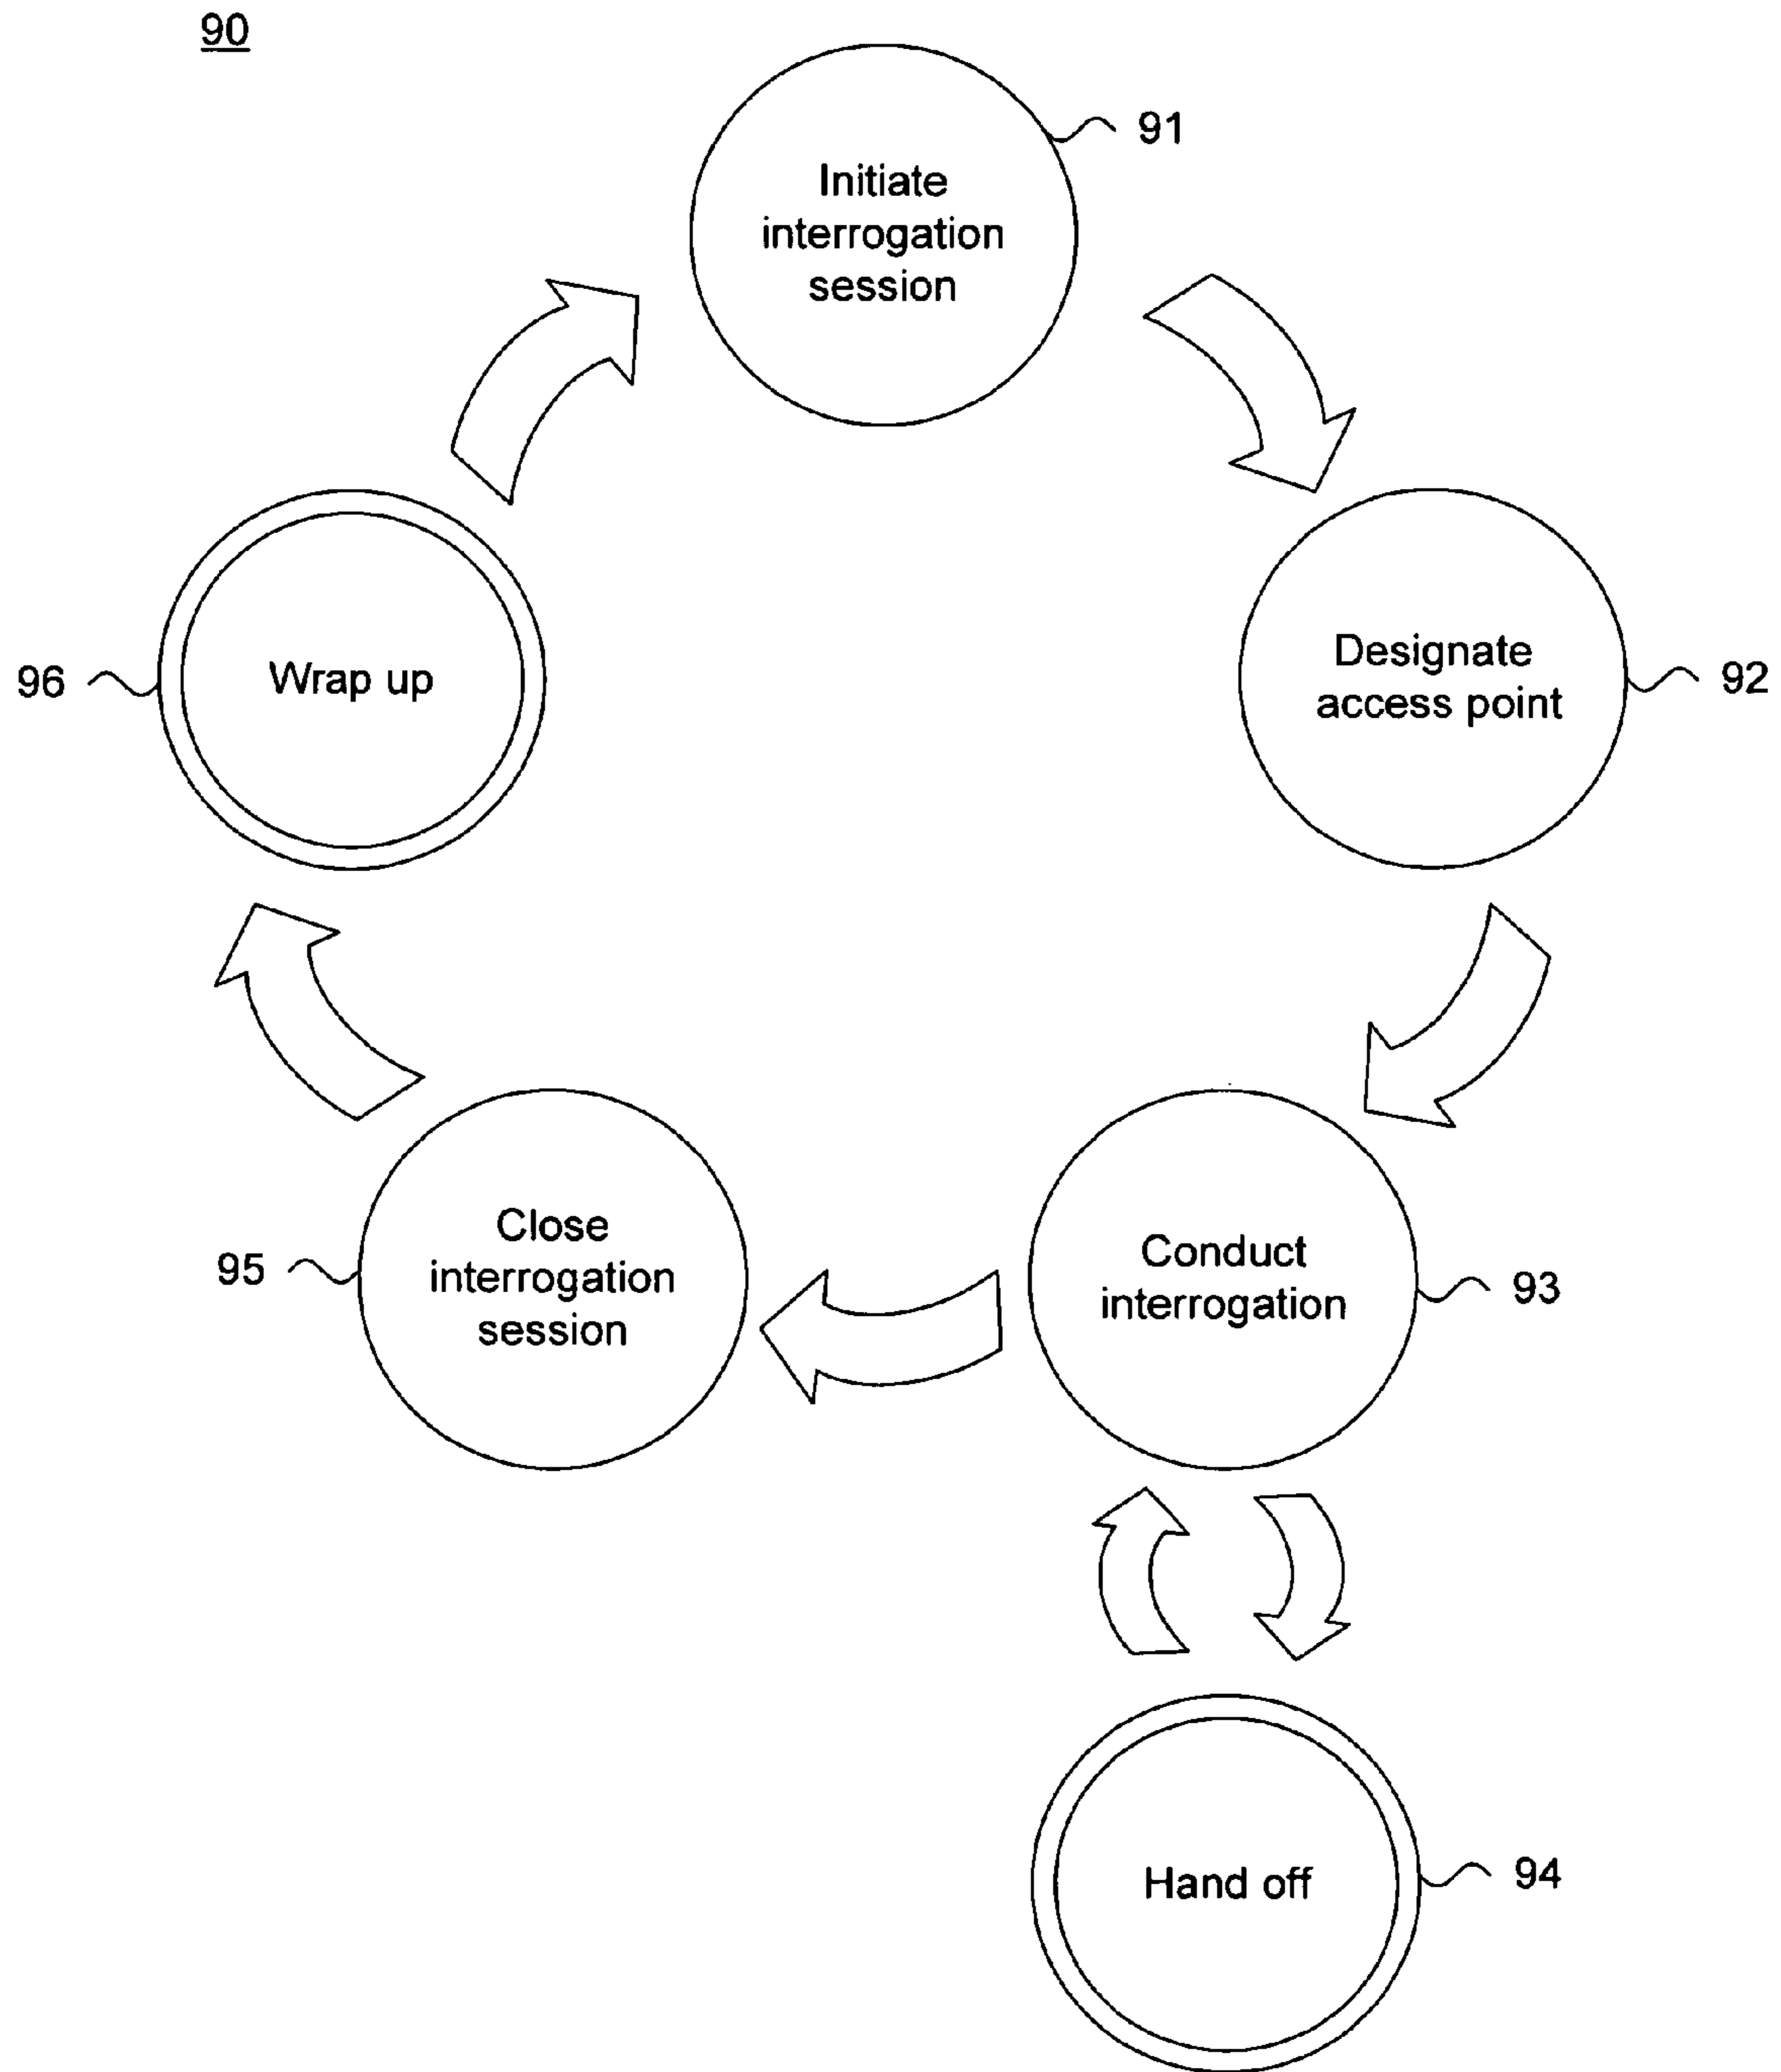 90
91
Initiate
interrogation
session
Designate
access point
92
96
Wrap up
Close
interrogation
session
95
Conduct
interrogation
93
Hand off
94